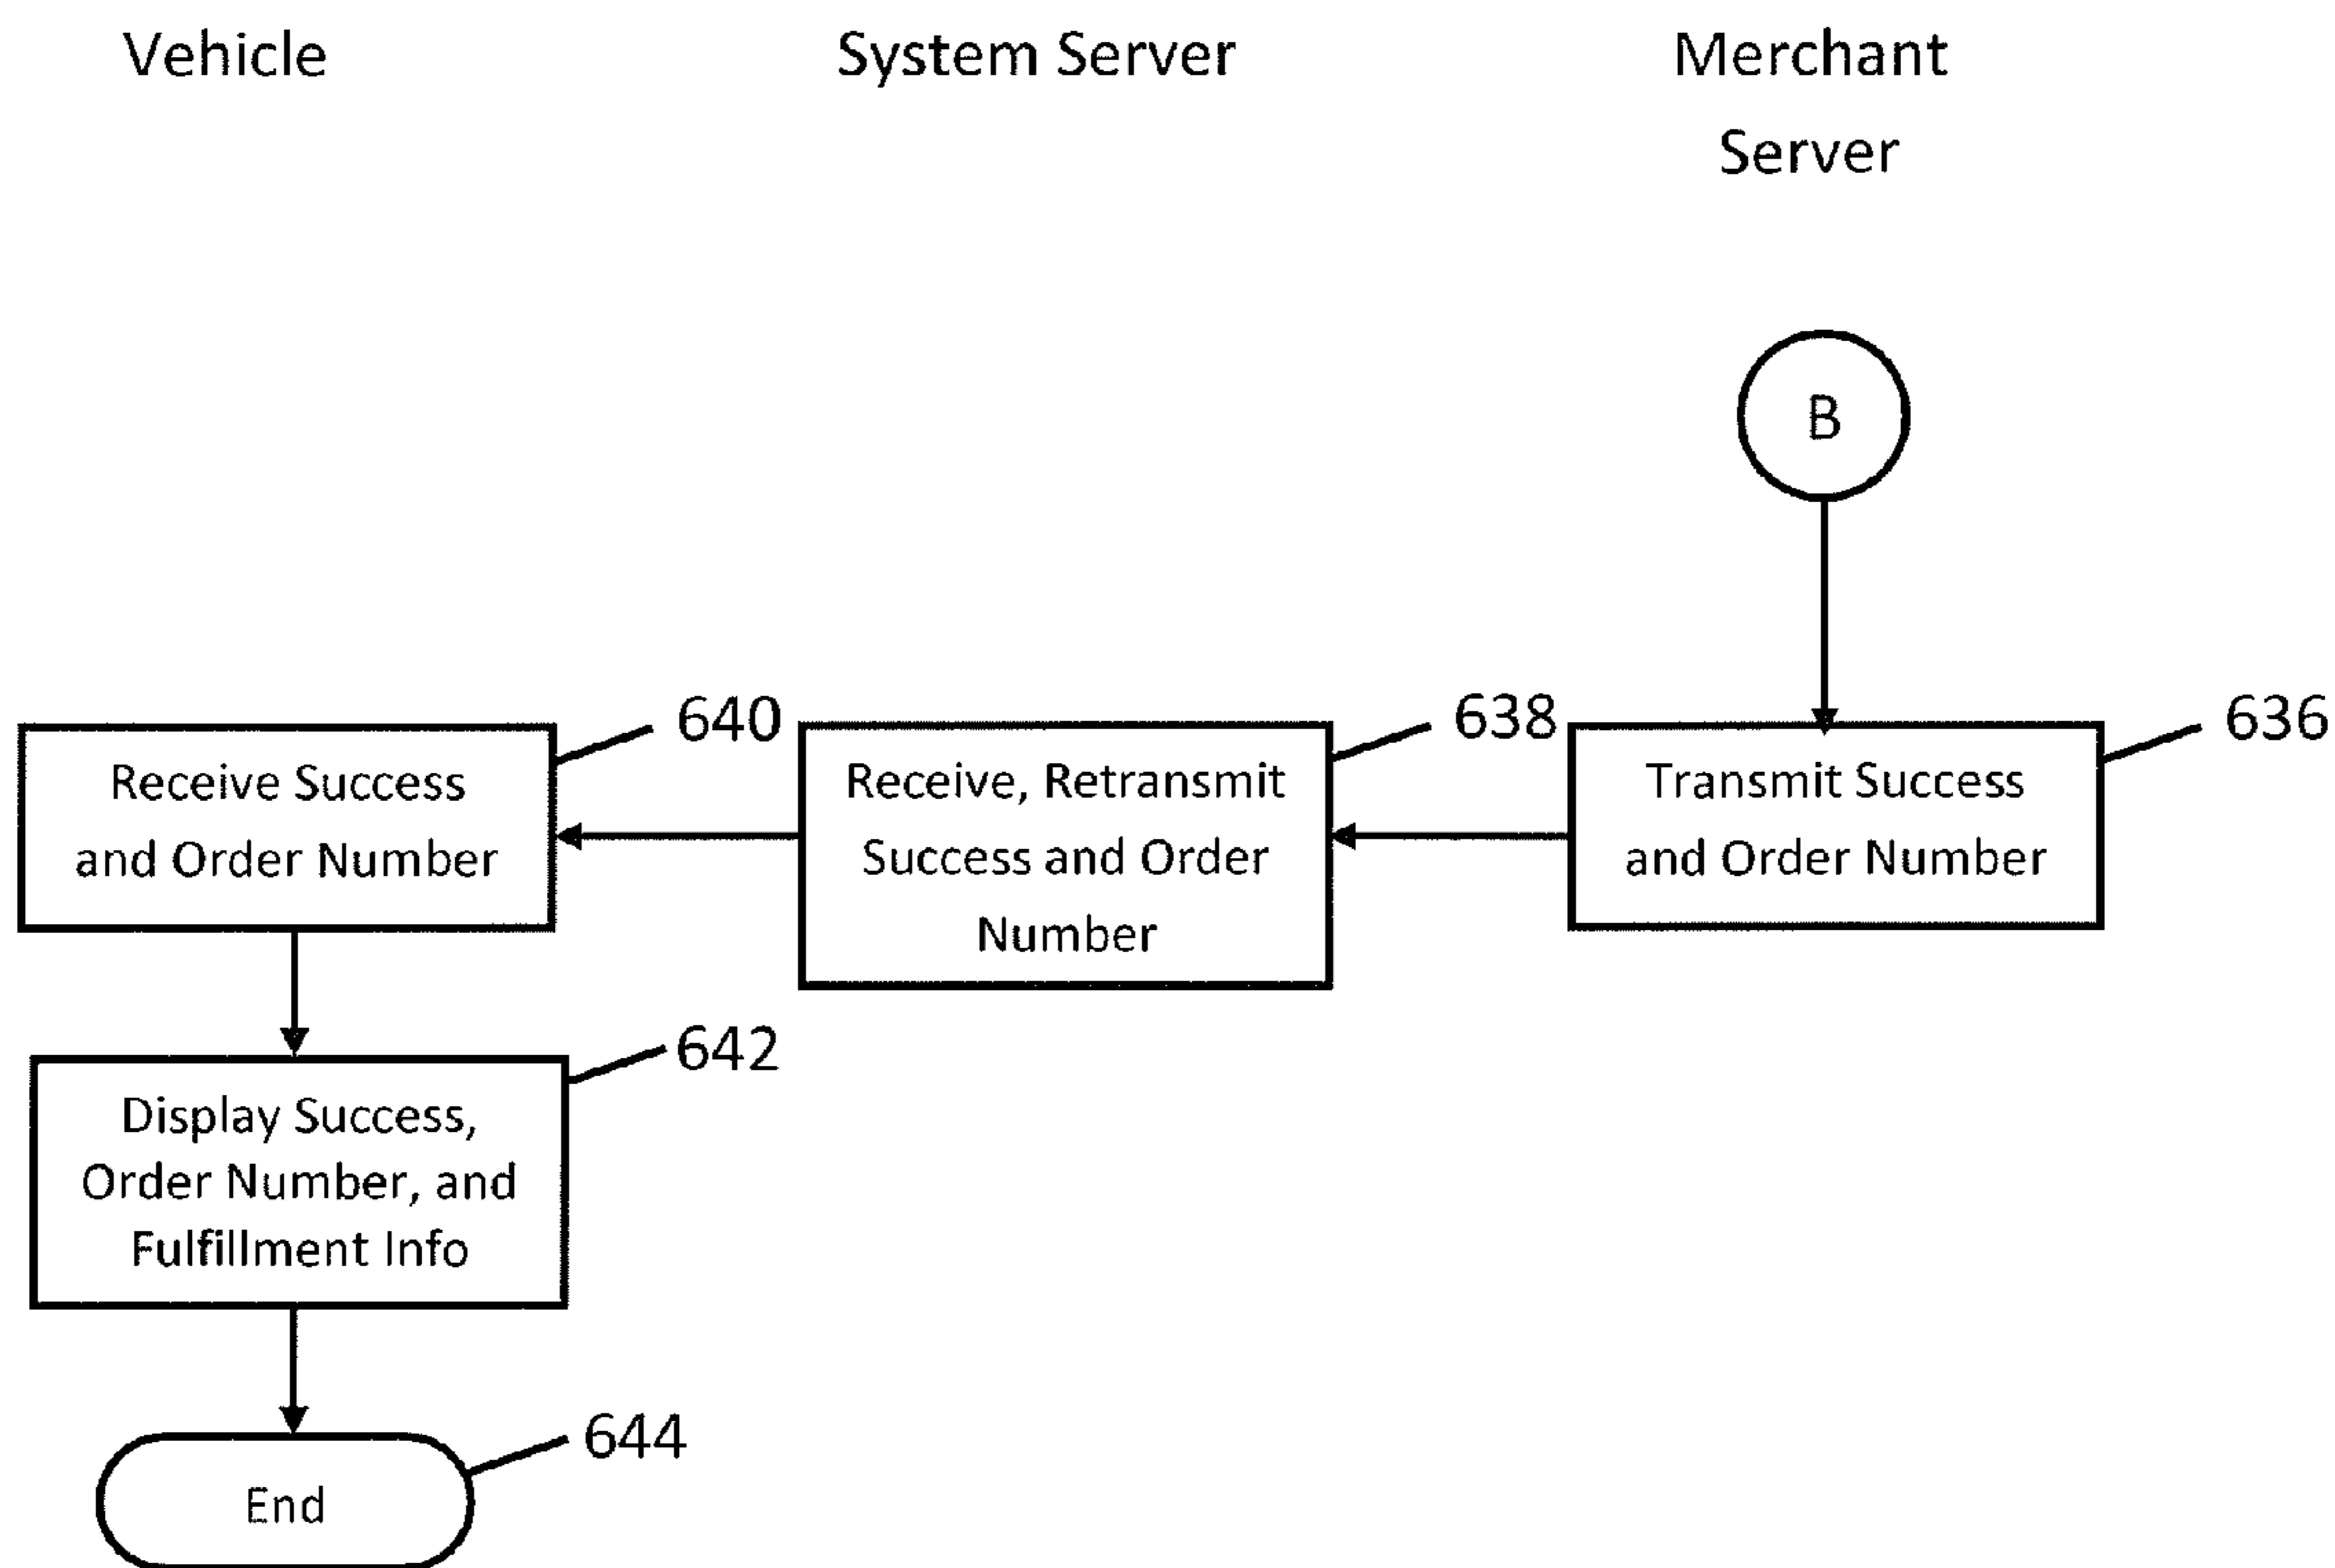 Vehicle
System Server
Merchant
Server
B
640
638
636
Receive Success
and Order Number
Receive, Retransmit
Success and Order
Number
Transmit Success
and Order Number
642
Display Success,
Order Number, and
Fulfillment Info
644
End